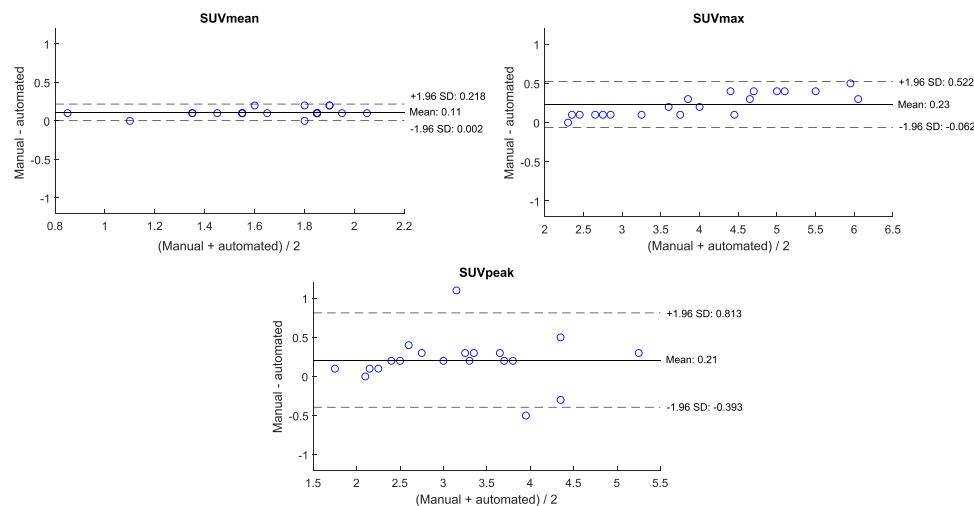 SUVmean
1
0.5
0
-0.5
-1
Manual - automated
+1.96 SD: 0.218
Mean: 0.11
-1.96 SD: 0.002
0.8 1 1.2 1.4 1.6 1.8 2 2.2
(Manual + automated) / 2
SUVmax
1
0.5
0
-0.5
-1
Manual - automated
+1.96 SD: 0.522
Mean: 0.23
-1.96 SD: -0.062
2 2.5 3 3.5 4 4.5 5 5.5 6 6.5
(Manual + automated) / 2
SUVpeak
1
0.5
0
-0.5
-1
Manual - automated
+1.96 SD: 0.813
Mean: 0.21
-1.96 SD: -0.393
1.5 2 2.5 3 3.5 4 4.5 5 5.5
(Manual + automated) / 2